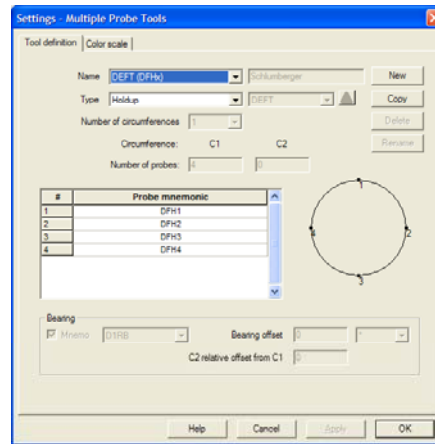 Settings - Multiple Probe Tools
Tool definition Color scale
Name DEFT (DFHx) Schlumberger New
Type Holdup DEFT Copy
Number of circumferences 1 Delete
Circumference: C1 C2 Rename
Number of probes: 4 0
# Probe mnemonic
1 DFH1
2 DFH2
3 DFH3
4 DFH4
1
4 2
3
Bearing
Mnemo D1RB Bearing offset 0 °
C2 relative offset from C1 0
Help Cancel Apply OK